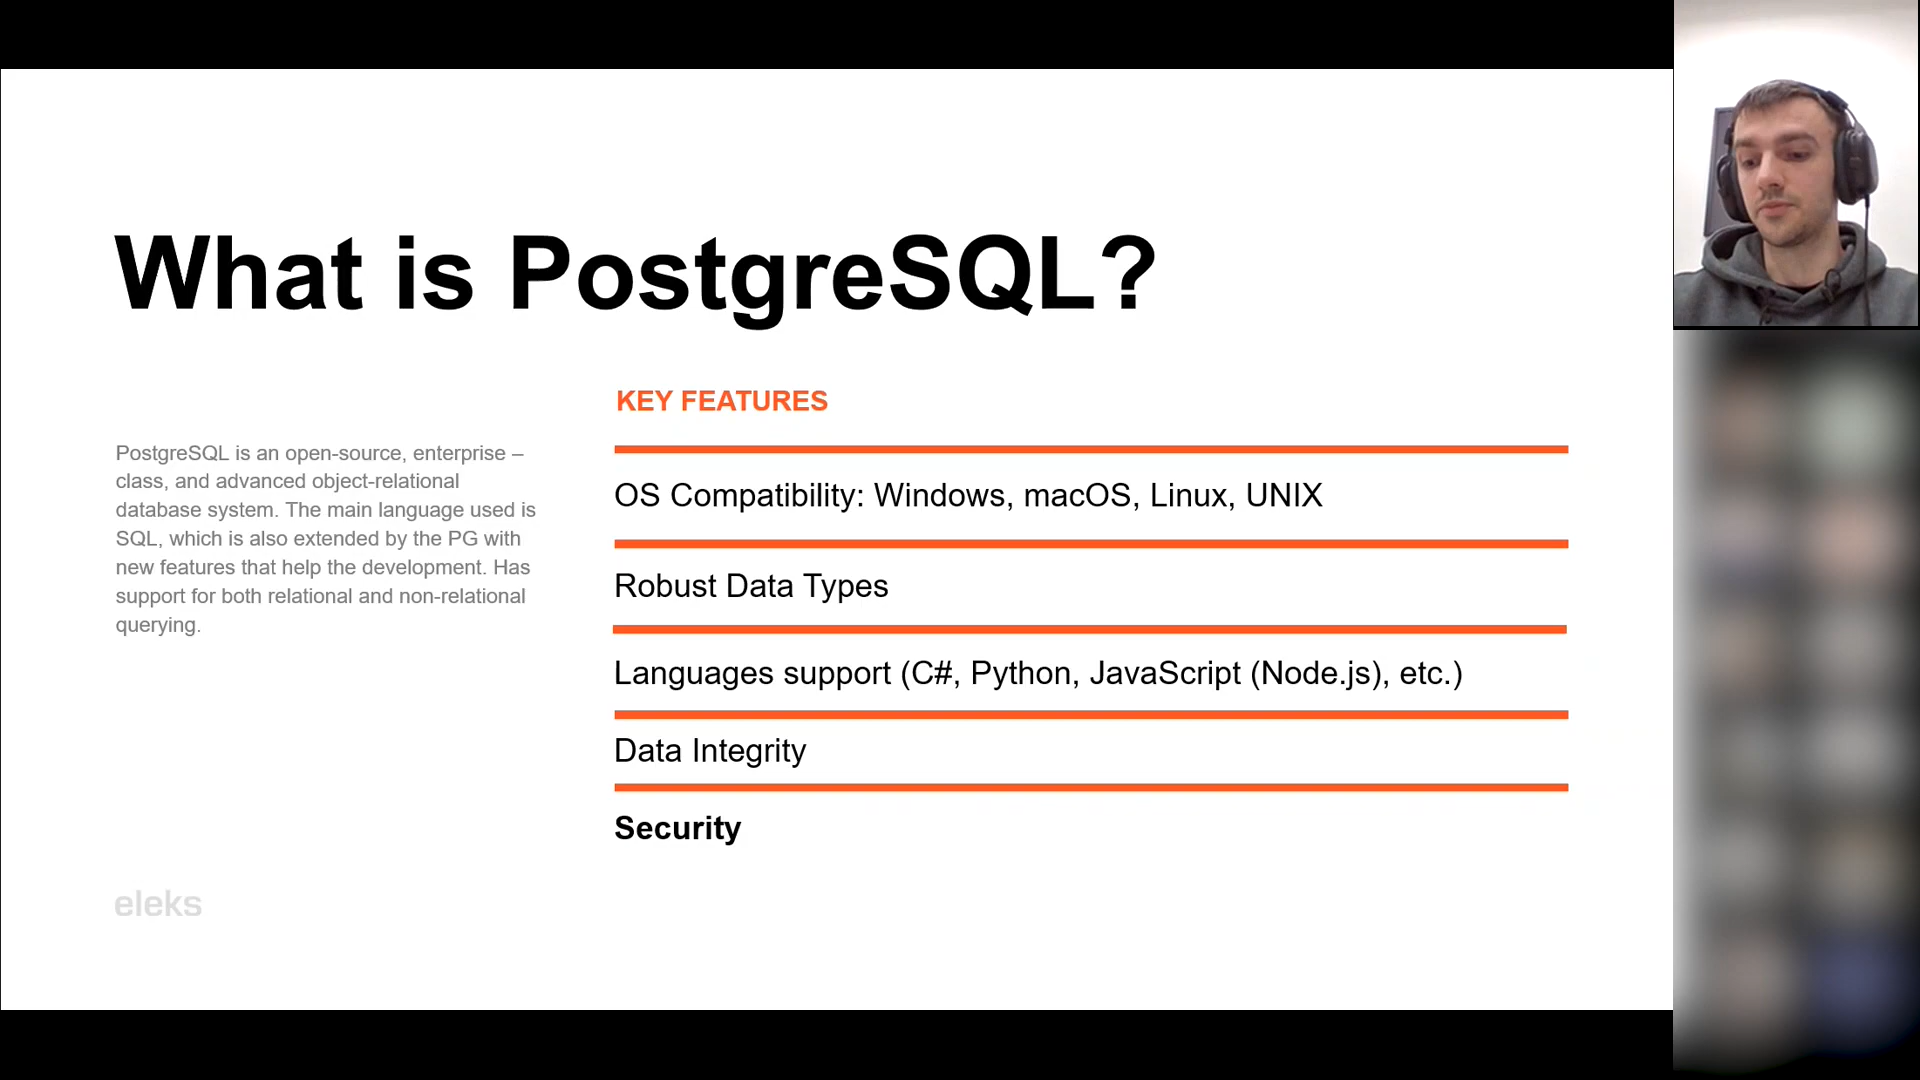 What is PostgreSQL?
KEY FEATURES
PostgreSQL is an open-source, enterprise –
class, and advanced object-relational
database system. The main language used is
SQL, which is also extended by the PG with
new features that help the development. Has
support for both relational and non-relational
querying.
OS Compatibility: Windows, macOS, Linux, UNIX
Robust Data Types
Languages support (C#, Python, JavaScript (Node.js), etc.)
Data Integrity
Security
eleks